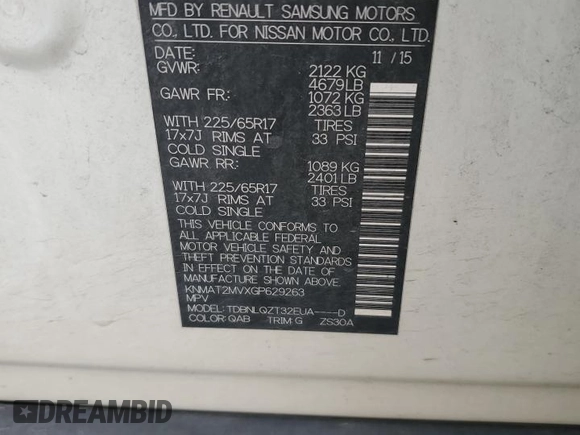 MFD BY RENAULT SAMSUNG MOTORS
CO., LTD. FOR NISSAN MOTOR CO., LTD.
DATE: 11 / 15
GVWR: 2122 KG
4679 LB
GAWR FR: 1072 KG
2363 LB
WITH 225/65R17 TIRES
17x7J RIMS AT 33 PSI
COLD SINGLE
GAWR RR: 1089 KG
2401 LB
WITH 225/65R17 TIRES
17x7J RIMS AT 33 PSI
COLD SINGLE
THIS VEHICLE CONFORMS TO
ALL APPLICABLE FEDERAL
MOTOR VEHICLE SAFETY AND
THEFT PREVENTION STANDARDS
IN EFFECT ON THE DATE OF
MANUFACTURE SHOWN ABOVE.
KNMAT2MVXGP629263
MPV
MODEL: TDBNLQZT32EUA----D
COLOR: QAB TRIM G ZS30A
DREAMBID